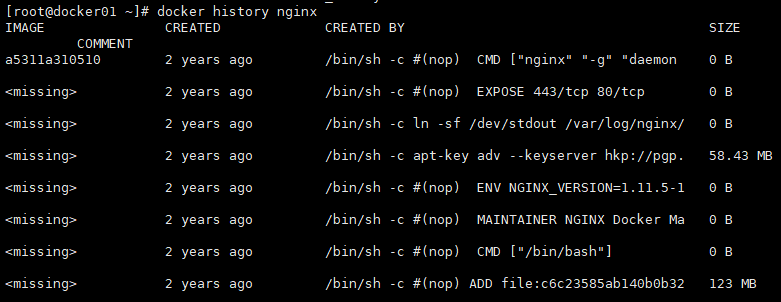 [root@docker01 ~]# docker history nginx
IMAGE CREATED CREATED BY SIZE
COMMENT
a5311a310510 2 years ago /bin/sh -c #(nop) CMD ["nginx" "-g" "daemon 0 B
<missing> 2 years ago /bin/sh -c #(nop) EXPOSE 443/tcp 80/tcp 0 B
<missing> 2 years ago /bin/sh -c ln -sf /dev/stdout /var/log/nginx/ 0 B
<missing> 2 years ago /bin/sh -c apt-key adv --keyserver hkp://pgp. 58.43 MB
<missing> 2 years ago /bin/sh -c #(nop) ENV NGINX_VERSION=1.11.5-1 0 B
<missing> 2 years ago /bin/sh -c #(nop) MAINTAINER NGINX Docker Ma 0 B
<missing> 2 years ago /bin/sh -c #(nop) CMD ["/bin/bash"] 0 B
<missing> 2 years ago /bin/sh -c #(nop) ADD file:c6c23585ab140b0b32 123 MB